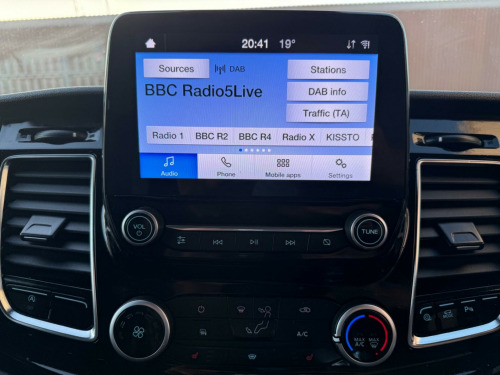 20:41 19°
Sources DAB Stations
BBC Radio5Live DAB info
Traffic (TA)
Radio 1 BBC R2 BBC R4 Radio X KISSTO
Audio Phone Mobile apps Settings
VOL TUNE
A/C MAX A/C MAX